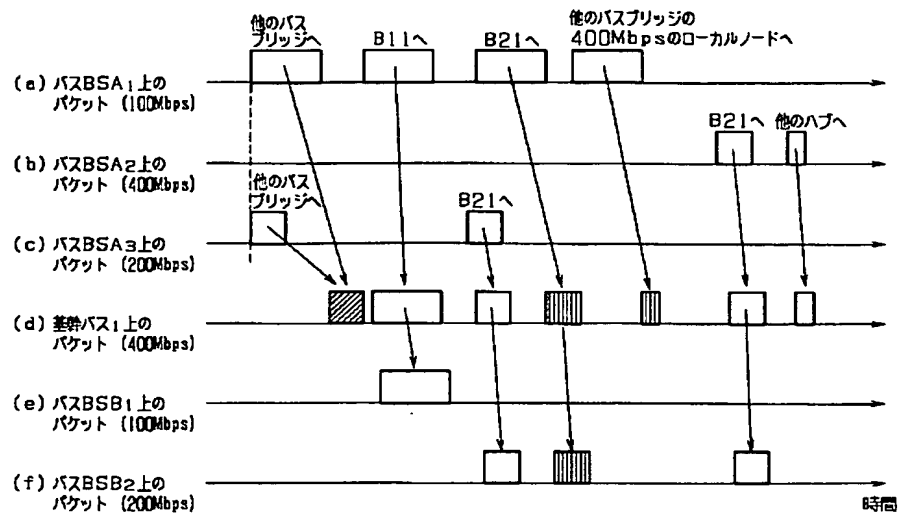 他のバス
ブリッジへ
B11へ
B21へ
他のバスブリッジの
400Mbpsのローカルノードへ
(a) バスBSA1上の
パケット (100Mbps)
B21へ
他のハブへ
(b) バスBSA2上の
パケット (400Mbps)
他のバス
ブリッジへ
B21へ
(c) バスBSA3上の
パケット (200Mbps)
(d) 基幹バス1上の
パケット (400Mbps)
(e) バスBSB1上の
パケット (100Mbps)
(f) バスBSB2上の
パケット (200Mbps)
時間